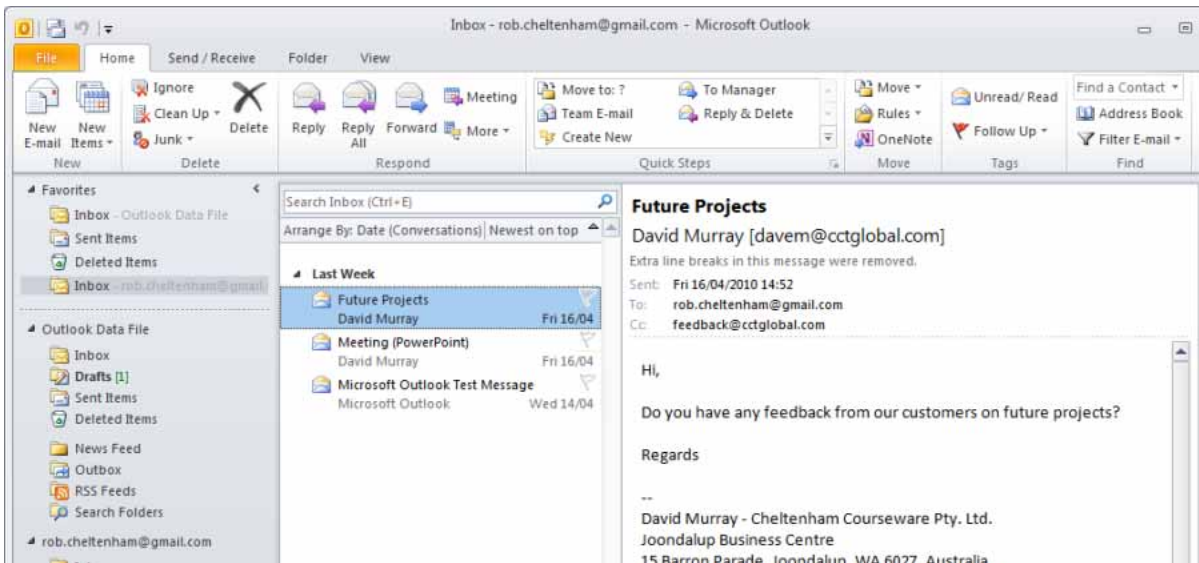 Inbox - rob.cheltenham@gmail.com - Microsoft Outlook
File Home Send / Receive Folder View
New E-mail
New Items
Ignore
Clean Up
Junk
Delete
Reply
Reply All
Forward
Meeting
More
Move to: ?
Team E-mail
Create New
To Manager
Reply & Delete
Move
Rules
OneNote
Unread/ Read
Follow Up
Find a Contact
Address Book
Filter E-mail
New Delete Respond Quick Steps Move Tags Find
Favorites
Inbox - Outlook Data File
Sent Items
Deleted Items
Inbox - rob.cheltenham@gmail
Outlook Data File
Inbox
Drafts [1]
Sent Items
Deleted Items
News Feed
Outbox
RSS Feeds
Search Folders
rob.cheltenham@gmail.com
Search Inbox (Ctrl+E)
Arrange By: Date (Conversations) Newest on top
Last Week
Future Projects
David Murray Fri 16/04
Meeting (PowerPoint)
David Murray Fri 16/04
Microsoft Outlook Test Message
Microsoft Outlook Wed 14/04
Future Projects
David Murray [davem@cctglobal.com]
Extra line breaks in this message were removed.
Sent: Fri 16/04/2010 14:52
To: rob.cheltenham@gmail.com
Cc: feedback@cctglobal.com
Hi,
Do you have any feedback from our customers on future projects?
Regards
--
David Murray - Cheltenham Courseware Pty. Ltd.
Joondalup Business Centre
15 Barron Parade, Joondalup, WA 6027, Australia